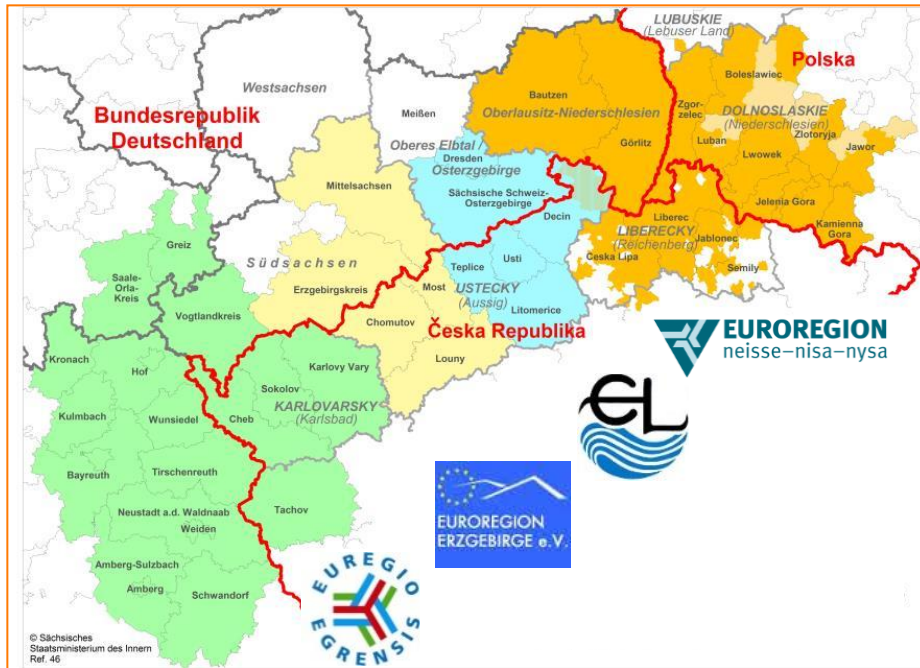 LUBUSKIE
(Lebuser Land)
Polska
Westsachsen
Meißen
Bundesrepublik
Deutschland
Bautzen
Oberlausitz-Niederschlesien
Görlitz
Boleslawiec
Zgor-
zelec
DOLNOSLASKIE
(Niederschlesien)
Luban
Zlotoryja
Lwowek
Jawor
Jelenia Gora
Kamienna
Gora
Oberes Elbtal /
Osterzgebirge
Dresden
Sächsische Schweiz-
Osterzgebirge
Decin
Mittelsachsen
Liberec
LIBERECKY
(Reichenberg)
Jablonec
Ceska Lipa
Semily
Greiz
Saale-
Orla-
Kreis
Südsachsen
Erzgebirgskreis
Vogtlandkreis
Teplice
Usti
Most
USTECKY
(Aussig)
Litomerice
Chomutov
Česka Republika
Louny
Kronach
Hof
Karlovy Vary
Sokolov
Kulmbach
Wunsiedel
Cheb
KARLOVARSKY
(Karlsbad)
Bayreuth
Tirschenreuth
Tachov
Neustadt a.d. Waldnaab
Weiden
Amberg-Sulzbach
Amberg
Schwandorf
EUROREGION
neisse–nisa–nysa
EL
EUROREGION
ERZGEBIRGE e.V.
EUREGIO
EGRENSIS
© Sächsisches
Staatsministerium des Innern
Ref. 46